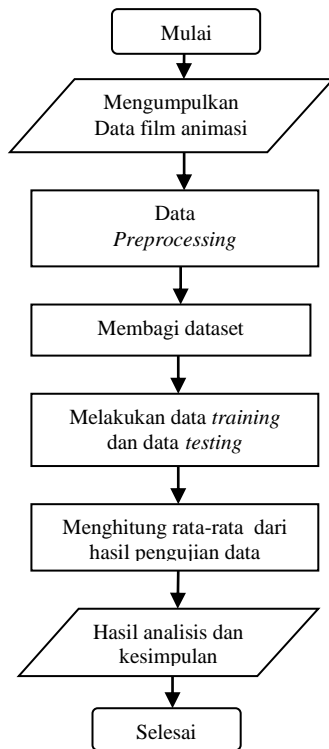 Mulai
Mengumpulkan
Data film animasi
Data
Preprocessing
Membagi dataset
Melakukan data training
dan data testing
Menghitung rata-rata dari
hasil pengujian data
Hasil analisis dan
kesimpulan
Selesai